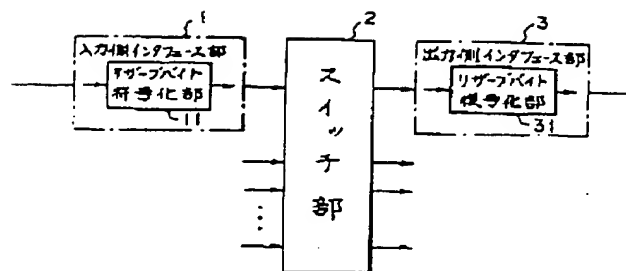 1
2
3
入力側インタフェース部
リザーブバイト
符号化部
11
スイッチ部
出力側インタフェース部
リザーブバイト
復号化部
31